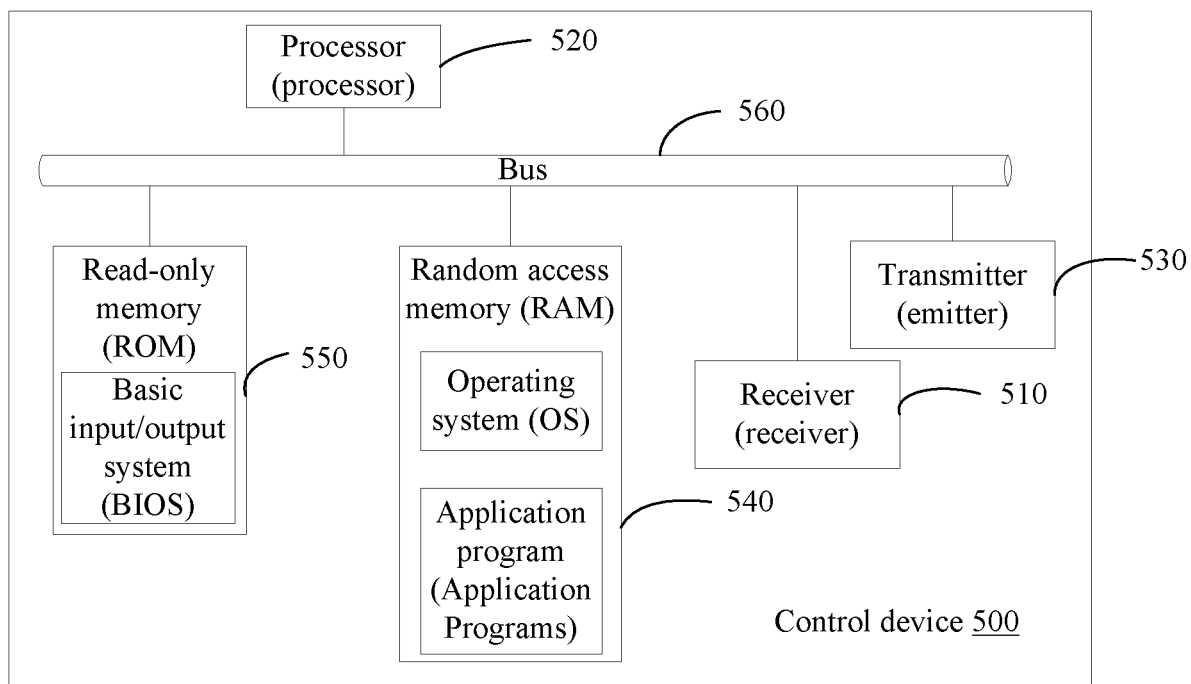 Processor
(processor)
520
560
Bus
Read-only
memory
(ROM)
550
Basic
input/output
system
(BIOS)
Random access
memory (RAM)
Operating
system (OS)
Application
program
(Application
Programs)
540
Receiver
(receiver)
510
Transmitter
(emitter)
530
Control device 500